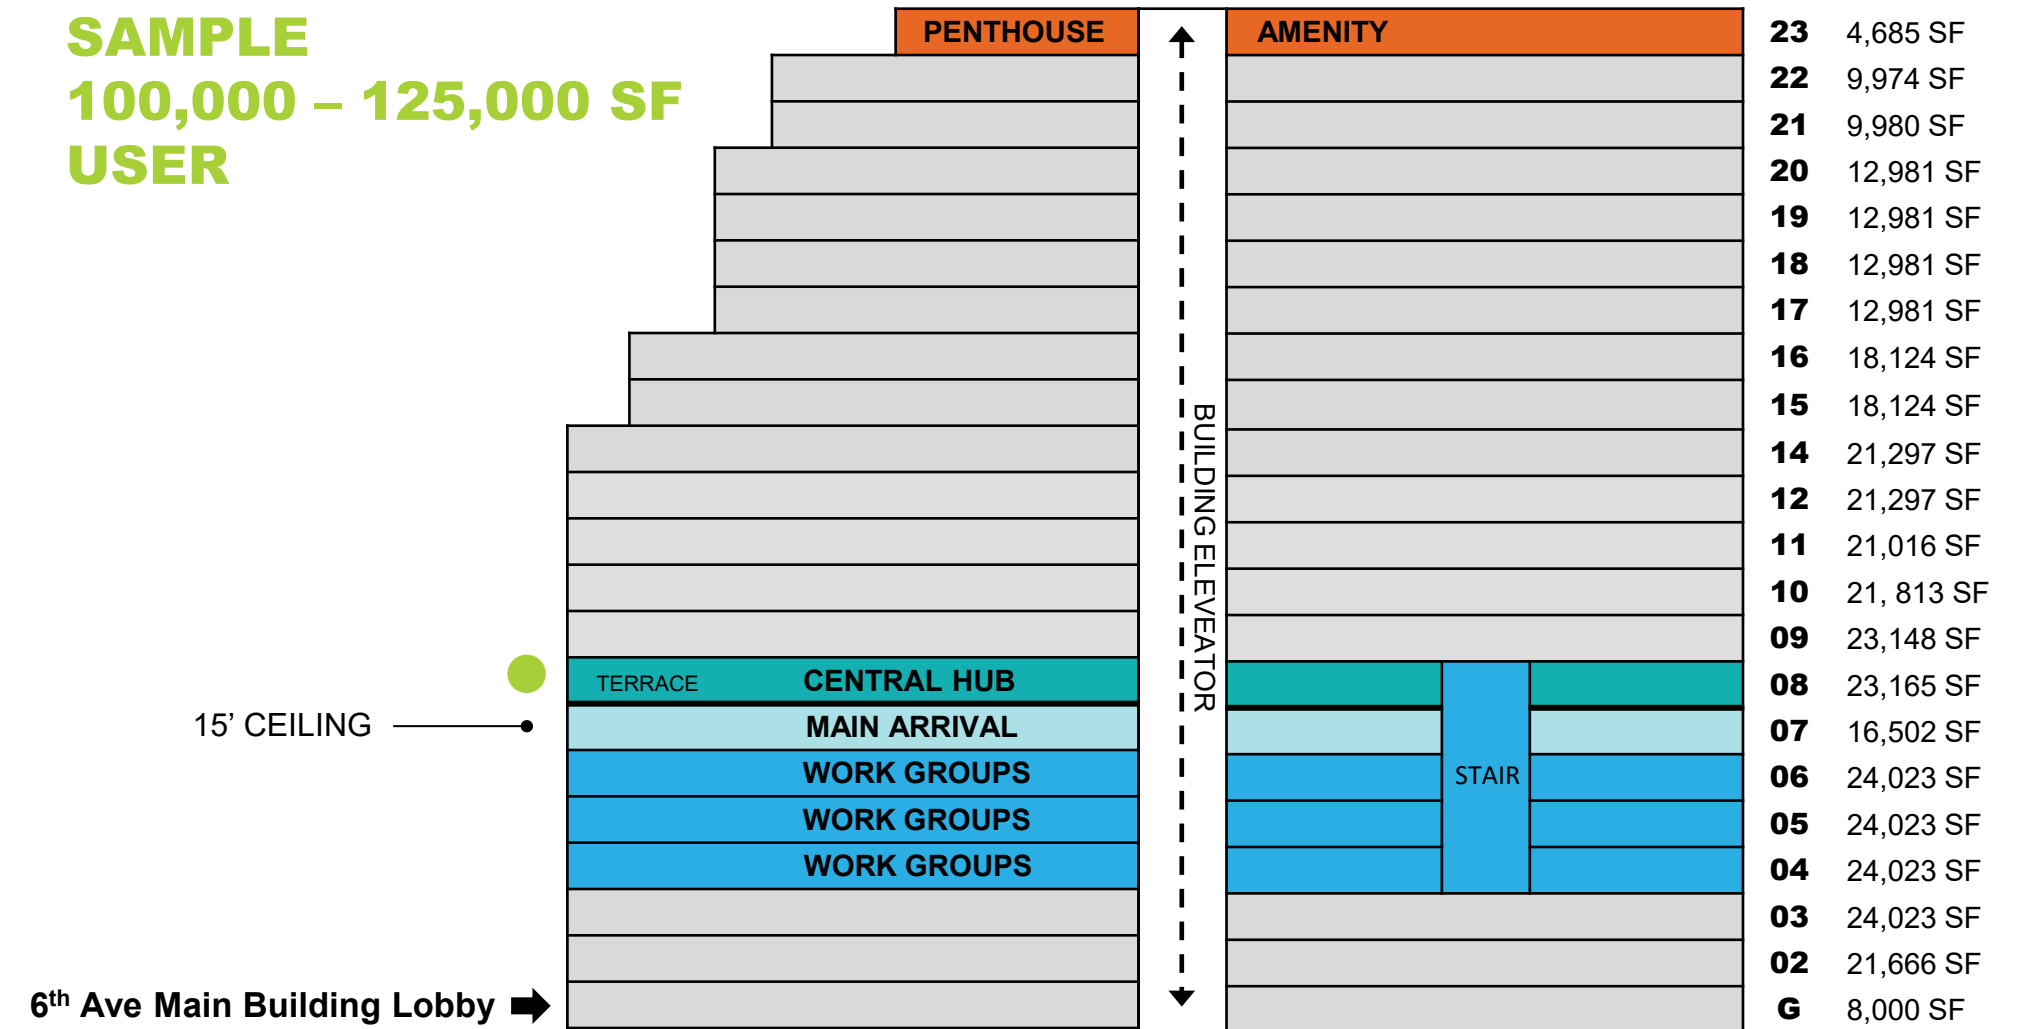 SAMPLE
100,000 – 125,000 SF
USER
PENTHOUSE AMENITY 23 4,685 SF
22 9,974 SF
21 9,980 SF
20 12,981 SF
19 12,981 SF
18 12,981 SF
17 12,981 SF
16 18,124 SF
15 18,124 SF
14 21,297 SF
12 21,297 SF
11 21,016 SF
10 21, 813 SF
09 23,148 SF
BUILDING ELEVEATOR
TERRACE CENTRAL HUB 08 23,165 SF
15’ CEILING MAIN ARRIVAL 07 16,502 SF
WORK GROUPS STAIR 06 24,023 SF
WORK GROUPS 05 24,023 SF
WORK GROUPS 04 24,023 SF
03 24,023 SF
02 21,666 SF
6th Ave Main Building Lobby G 8,000 SF